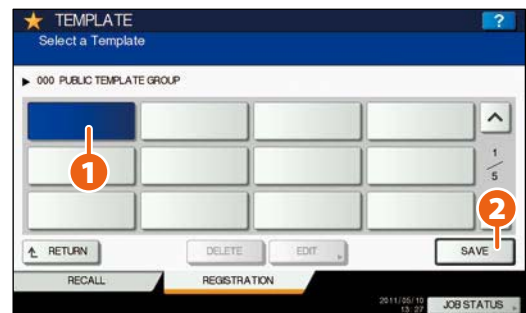 TEMPLATE
?
Select a Template
000 PUBLIC TEMPLATE GROUP
1
1
5
2
RETURN
DELETE
EDIT
SAVE
RECALL
REGISTRATION
2011/05/10
13:27
JOB STATUS